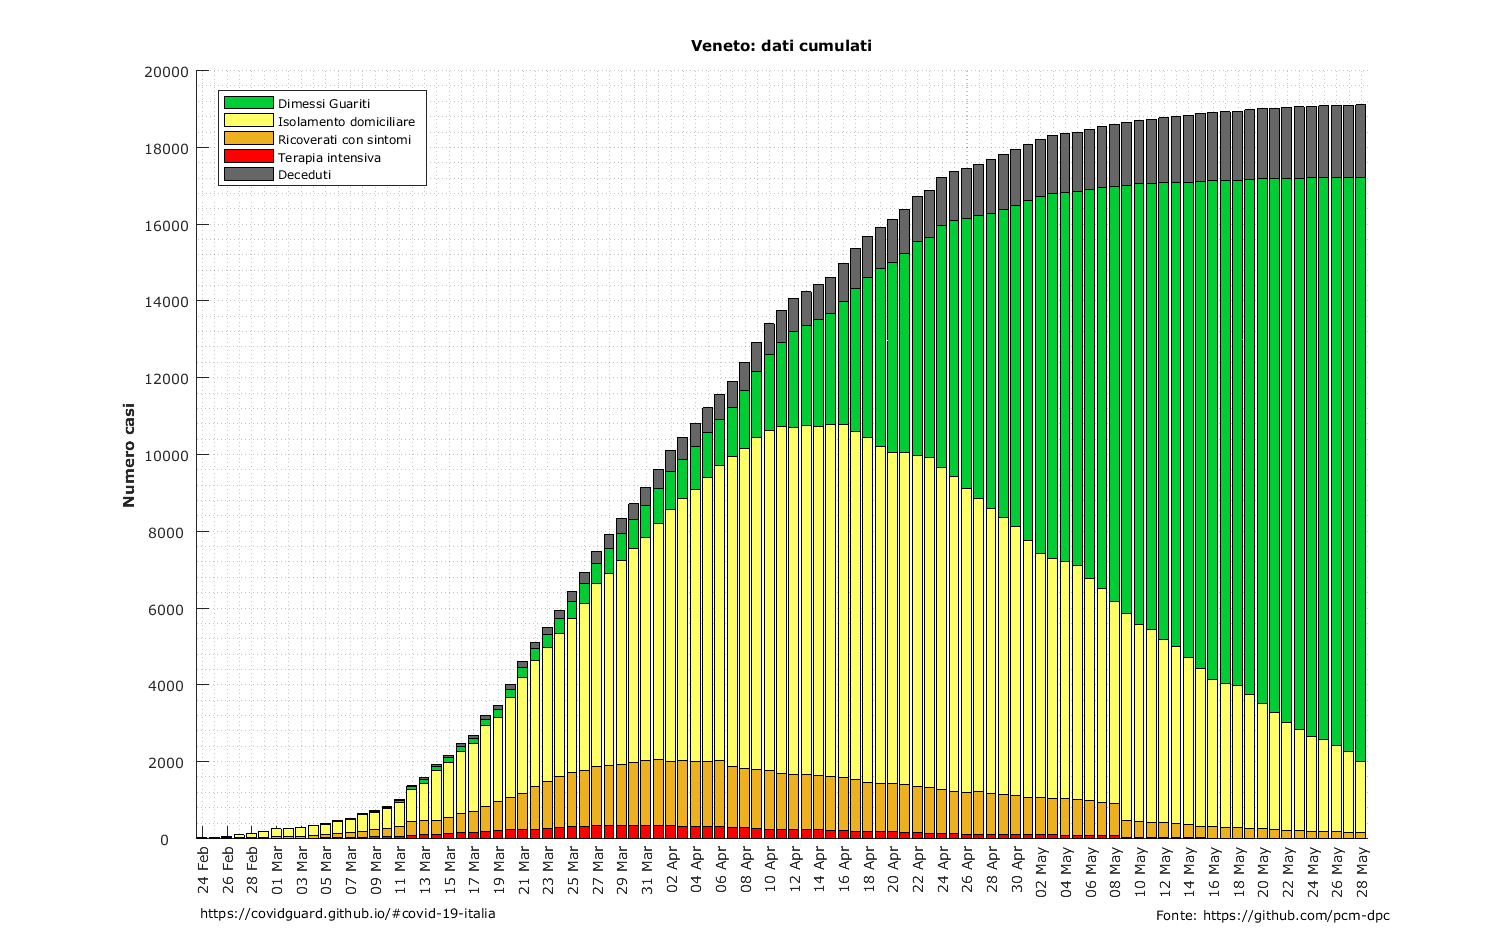 Veneto: dati cumulati
20000
18000
16000
14000
12000
10000
8000
6000
4000
2000
0
Numero casi
Dimessi Guariti
Isolamento domiciliare
Ricoverati con sintomi
Terapia intensiva
Deceduti
24 Feb
26 Feb
28 Feb
01 Mar
03 Mar
05 Mar
07 Mar
09 Mar
11 Mar
13 Mar
15 Mar
17 Mar
19 Mar
21 Mar
23 Mar
25 Mar
27 Mar
29 Mar
31 Mar
02 Apr
04 Apr
06 Apr
08 Apr
10 Apr
12 Apr
14 Apr
16 Apr
18 Apr
20 Apr
22 Apr
24 Apr
26 Apr
28 Apr
30 Apr
02 May
04 May
06 May
08 May
10 May
12 May
14 May
16 May
18 May
20 May
22 May
24 May
26 May
28 May
https://covidguard.github.io/#covid-19-italia
Fonte: https://github.com/pcm-dpc